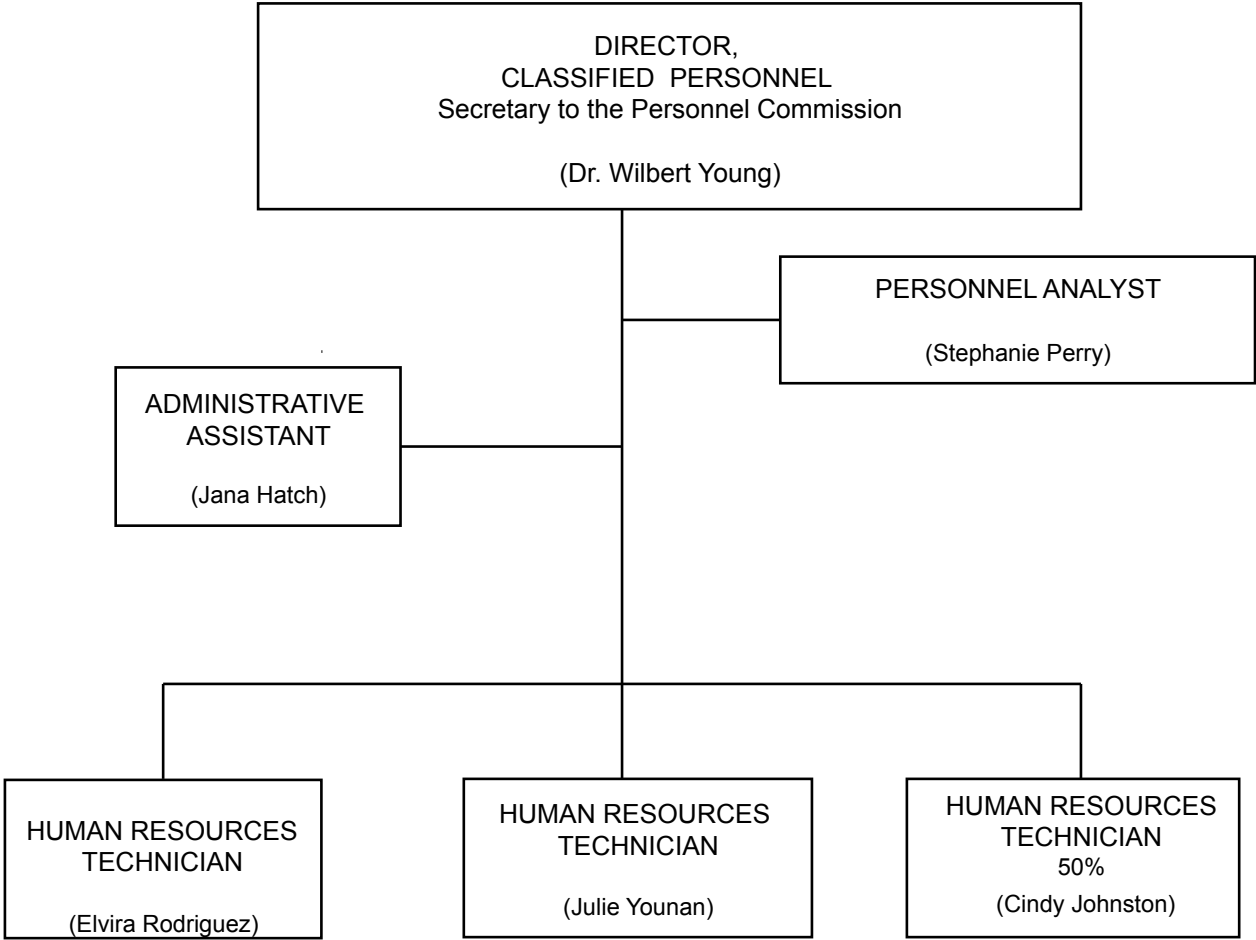 DIRECTOR,
CLASSIFIED PERSONNEL
Secretary to the Personnel Commission
(Dr. Wilbert Young)
PERSONNEL ANALYST
(Stephanie Perry)
ADMINISTRATIVE
ASSISTANT
(Jana Hatch)
HUMAN RESOURCES
TECHNICIAN
(Elvira Rodriguez)
HUMAN RESOURCES
TECHNICIAN
(Julie Younan)
HUMAN RESOURCES
TECHNICIAN
50%
(Cindy Johnston)